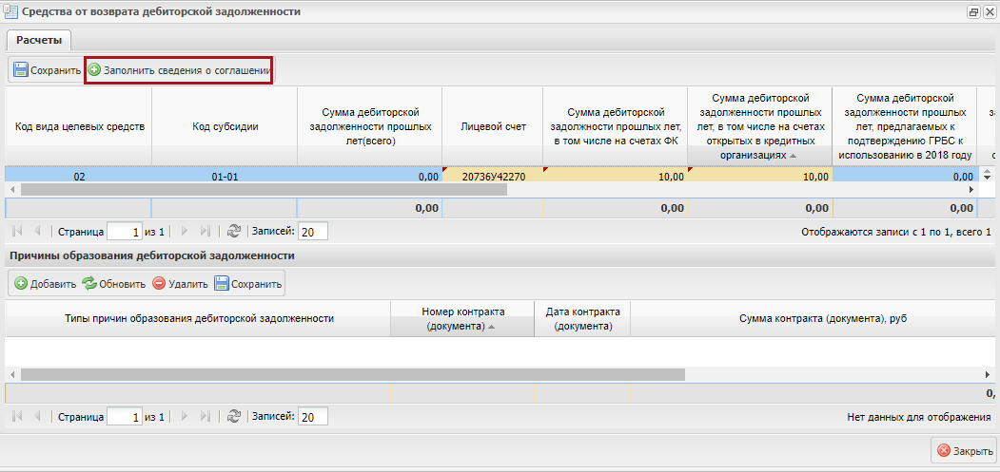 Средства от возврата дебиторской задолженности
Расчеты
Сохранить Заполнить сведения о соглашении
Код вида целевых средств
Код субсидии
Сумма дебиторской
задолженности прошлых
лет(всего)
Лицевой счет
Сумма дебиторской
задолжности прошлых лет,
в том числе на счетах ФК
Сумма дебиторской
задолженности прошлых
лет, в том числе на счетах
открытых в кредитных
организациях
Сумма дебиторской
задолженности прошлых
лет, предлагаемых к
подтверждению ГРБС к
использованию в 2018 году
02 01-01 0,00 20736У42270 10,00 10,00 0,00
0,00 0,00 0,00 0,00
Страница 1 из 1 Записей: 20 Отображаются записи с 1 по 1, всего 1
Причины образования дебиторской задолженности
Добавить Обновить Удалить Сохранить
Типы причин образования дебиторской задолженности
Номер контракта
(документа)
Дата контракта
(документа)
Сумма контракта (документа), руб
0,
Страница 1 из 1 Записей: 20 Нет данных для отображения
Закрыть